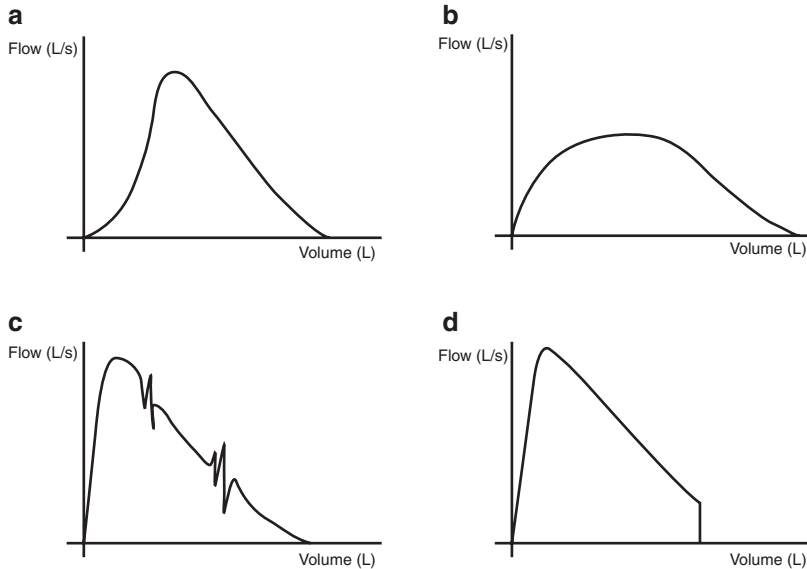 a
Flow (L/s)
Volume (L)
b
Flow (L/s)
Volume (L)
c
Flow (L/s)
Volume (L)
d
Flow (L/s)
Volume (L)